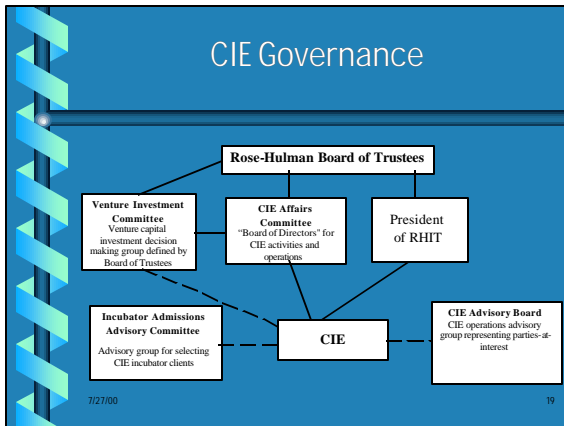 CIE Governance
Rose-Hulman Board of Trustees
Venture Investment
Committee
Venture capital
investment decision
making group defined by
Board of Trustees
CIE Affairs
Committee
“Board of Directors” for
CIE activities and
operations
President
of RHIT
Incubator Admissions
Advisory Committee
Advisory group for selecting
CIE incubator clients
CIE
CIE Advisory Board
CIE operations advisory
group representing parties-at-
interest
7/27/00
19